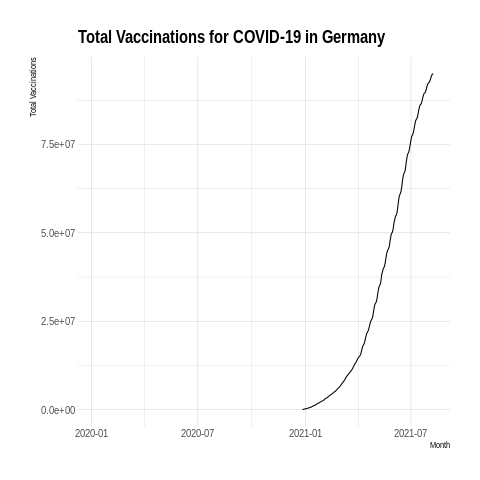 Total Vaccinations for COVID-19 in Germany
Total Vaccinations
7.5e+07
5.0e+07
2.5e+07
0.0e+00
2020-01 2020-07 2021-01 2021-07
Month